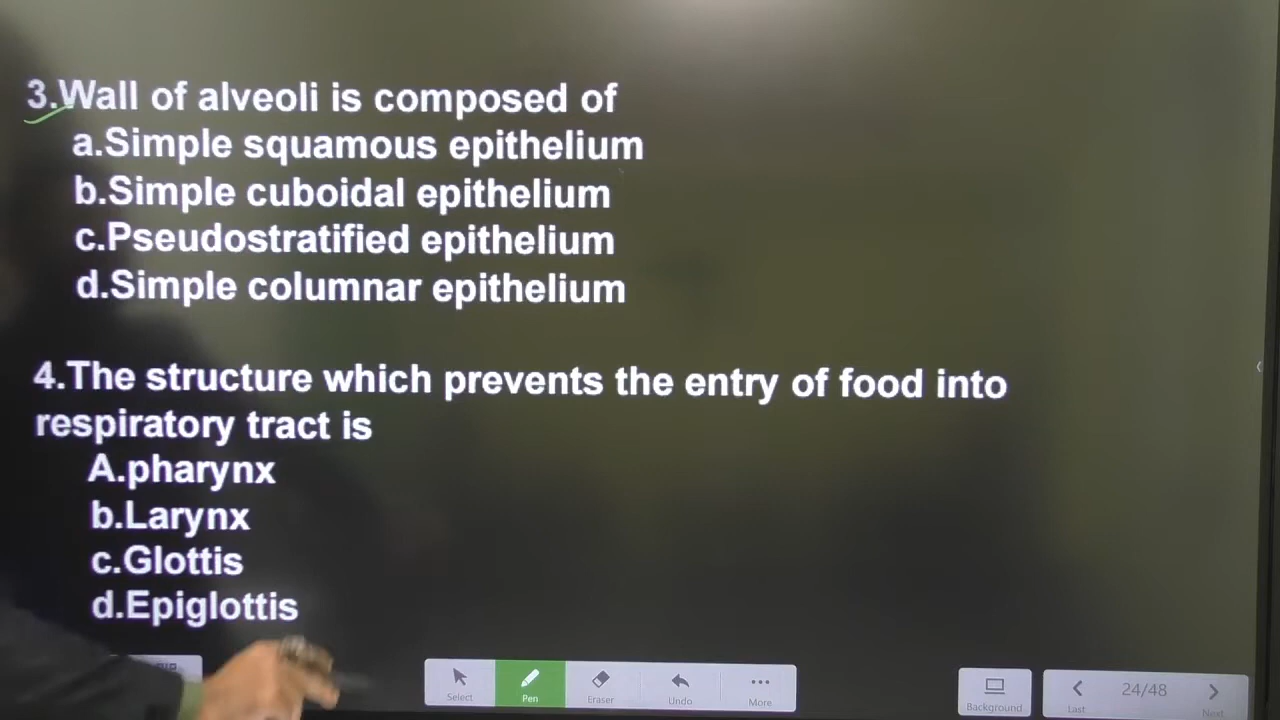 3.Wall of alveoli is composed of
a.Simple squamous epithelium
b.Simple cuboidal epithelium
c.Pseudostratified epithelium
d.Simple columnar epithelium
4.The structure which prevents the entry of food into
respiratory tract is
A.pharynx
b.Larynx
c.Glottis
d.Epiglottis
Select Pen Eraser Undo More
Background
Last 24/48 Next